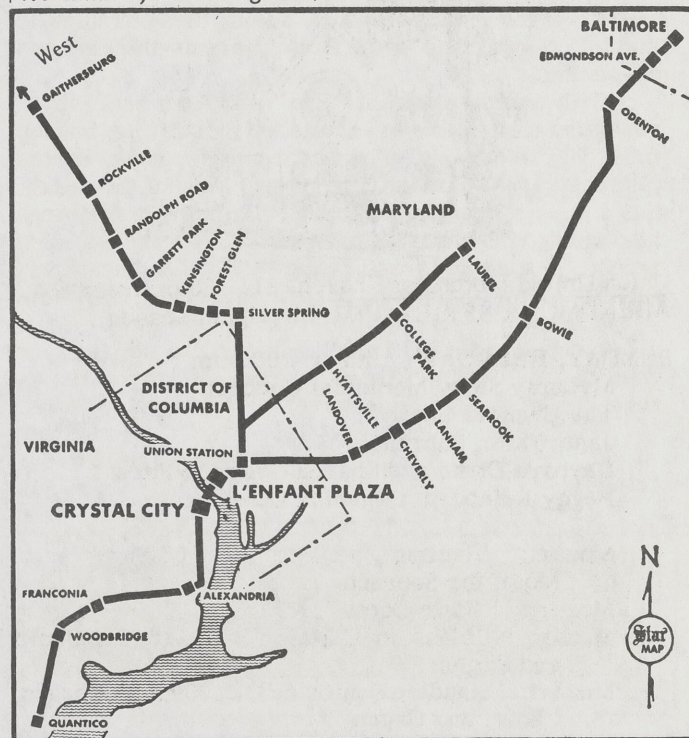 West
GAITHERSBURG
ROCKVILLE
RANDOLPH ROAD
GARRETT PARK
KENSINGTON
FOREST GLEN
SILVER SPRING
BALTIMORE
EDMONDSON AVE.
ODENTON
MARYLAND
LAUREL
COLLEGE
PARK
HYATTSVILLE
BOWIE
SEABROOK
LANHAM
CHEVERLY
LANDOVER
DISTRICT OF
COLUMBIA
VIRGINIA
UNION STATION
L'ENFANT PLAZA
CRYSTAL CITY
FRANCONIA
ALEXANDRIA
WOODBRIDGE
QUANTICO
N
Star
MAP